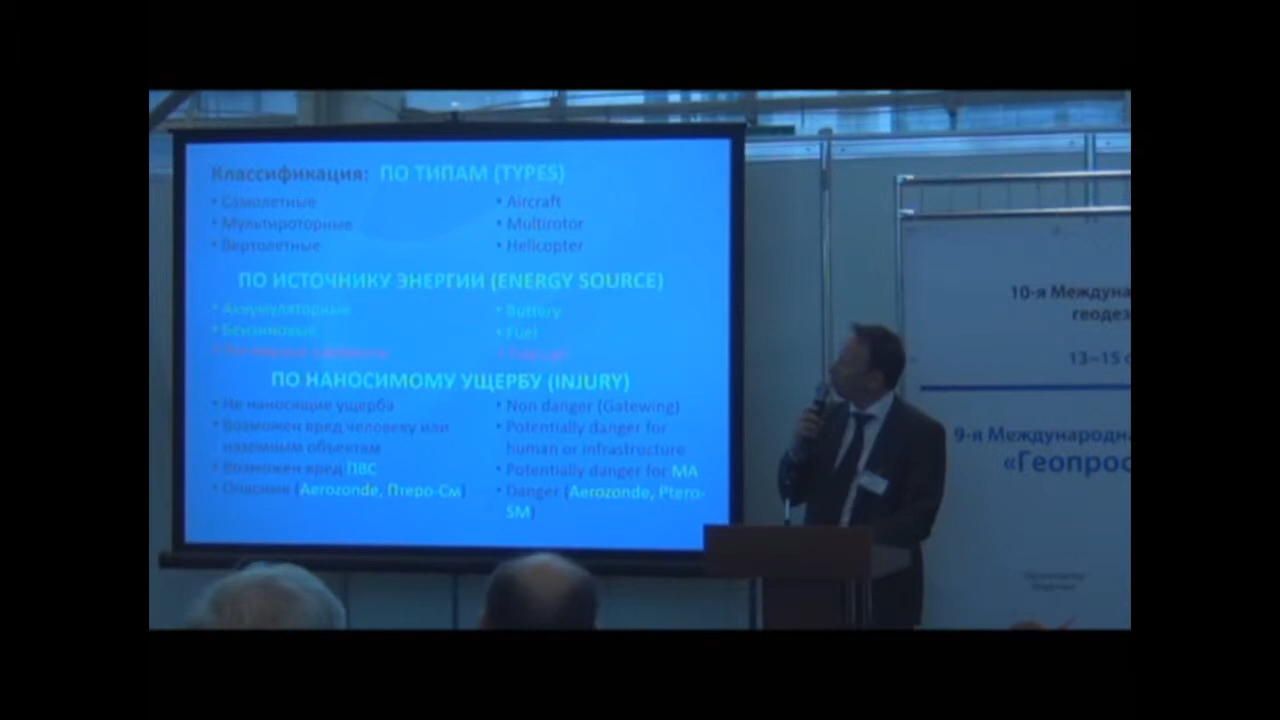 Классификация: ПО ТИПАМ (TYPES)
• Самолетные
• Мультироторные
• Вертолетные
• Aircraft
• Multirotor
• Helicopter
ПО ИСТОЧНИКУ ЭНЕРГИИ (ENERGY SOURCE)
• Аккумуляторные
• Бензиновые
• Buttery
• Fuel
ПО НАНОСИМОМУ УЩЕРБУ (INJURY)
• Не наносящие ущерба
• Возможен вред человеку или
наземным объектам
• Возможен вред ПВС
• Опасные (Aerozonde, Птеро-См)
• Non danger (Gatewing)
• Potentially danger for
human or infrastructure
• Potentially danger for MA
• Danger (Aerozonde, Ptero-
SM)
10-я Междуна
геодез
13–15
9-я Международн
«Геопрос